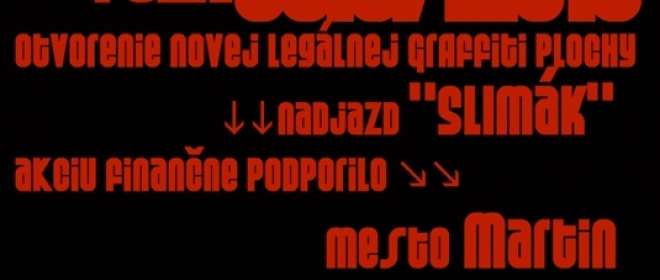 otvorenie novej legálnej graffiti plochy
↓↓nadjazd "SLIMÁK"
akciu finančne podporilo ↘↘
mesto Martin